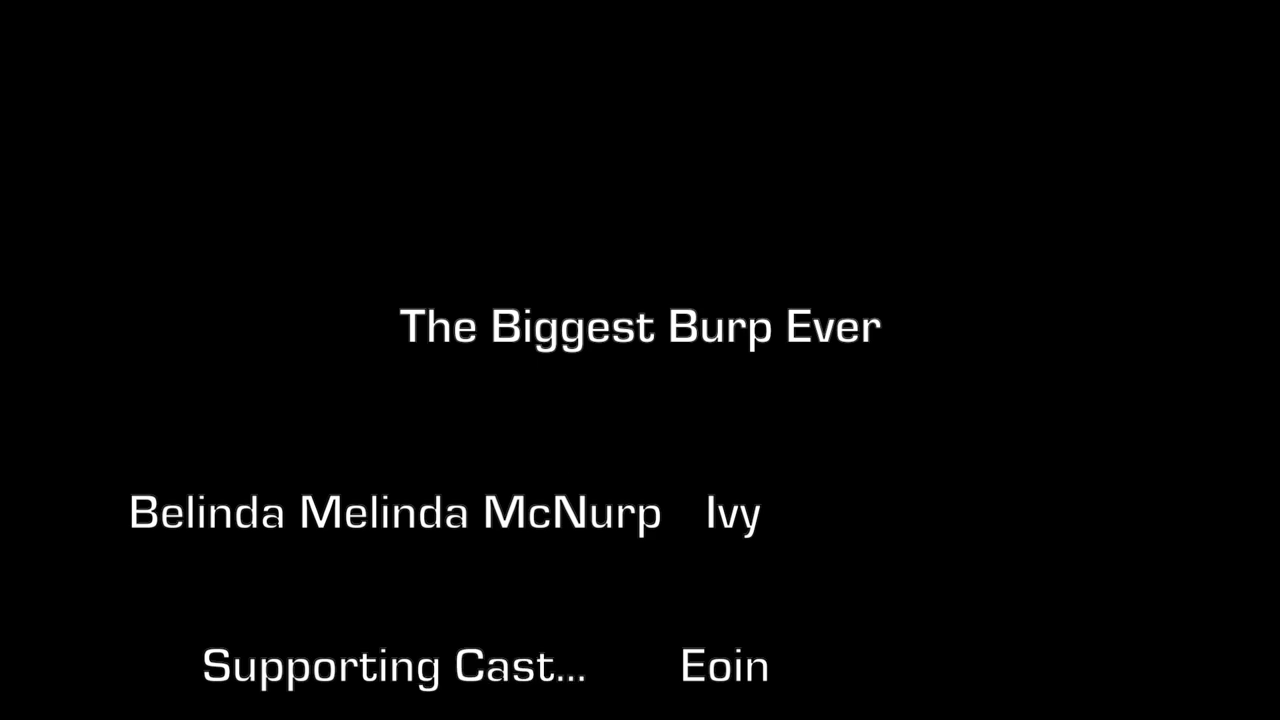 The Biggest Burp Ever
Belinda Melinda McNurp Ivy
Supporting Cast... Eoin